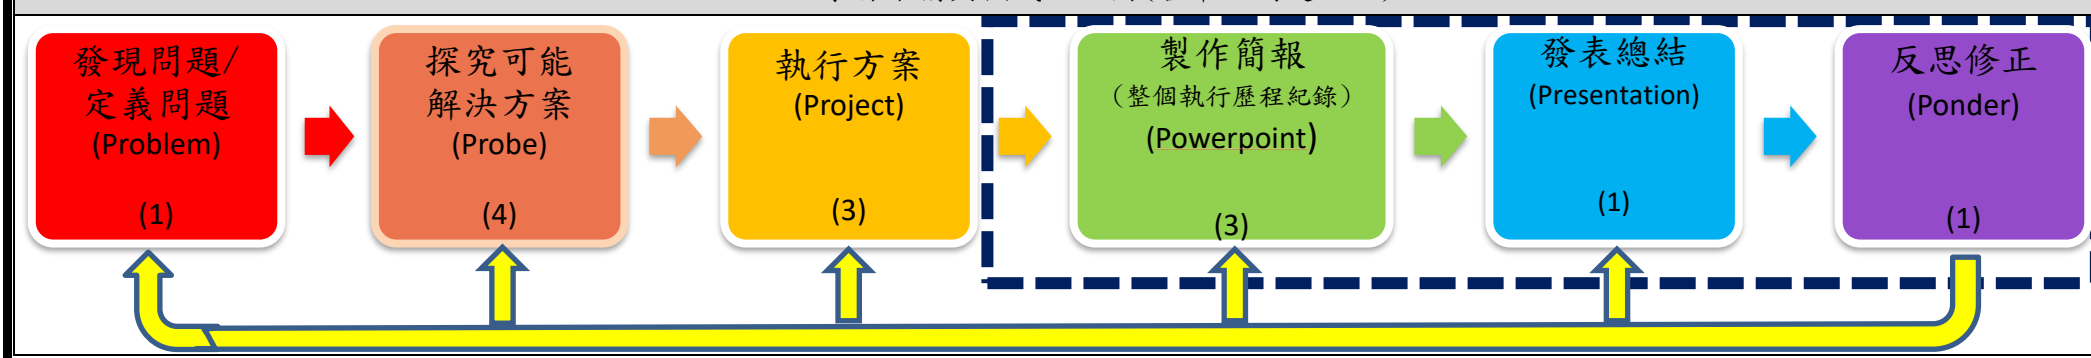 發現問題/
定義問題
(Problem)
(1)
探究可能
解決方案
(Probe)
(4)
執行方案
(Project)
(3)
製作簡報
（整個執行歷程紀錄）
(Powerpoint)
(3)
發表總結
(Presentation)
(1)
反思修正
(Ponder)
(1)